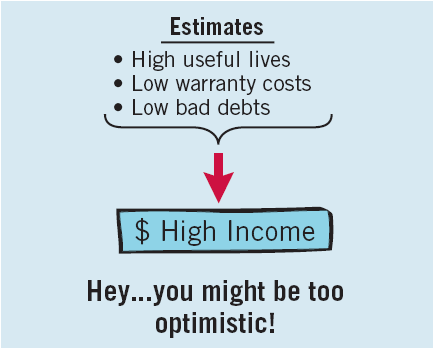 Estimates
• High useful lives
• Low warranty costs
• Low bad debts
$ High Income
Hey...you might be too
optimistic!